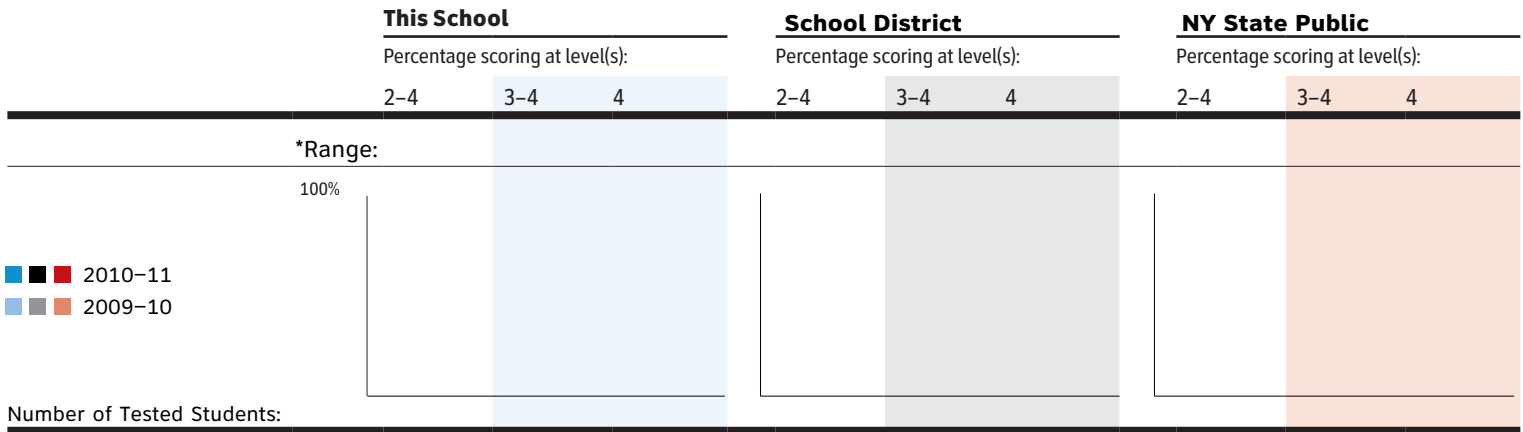 This School School District NY State Public
Percentage scoring at level(s): Percentage scoring at level(s): Percentage scoring at level(s):
2–4 3–4 4 2–4 3–4 4 2–4 3–4 4
*Range:
100%
2010–11
2009–10
Number of Tested Students: